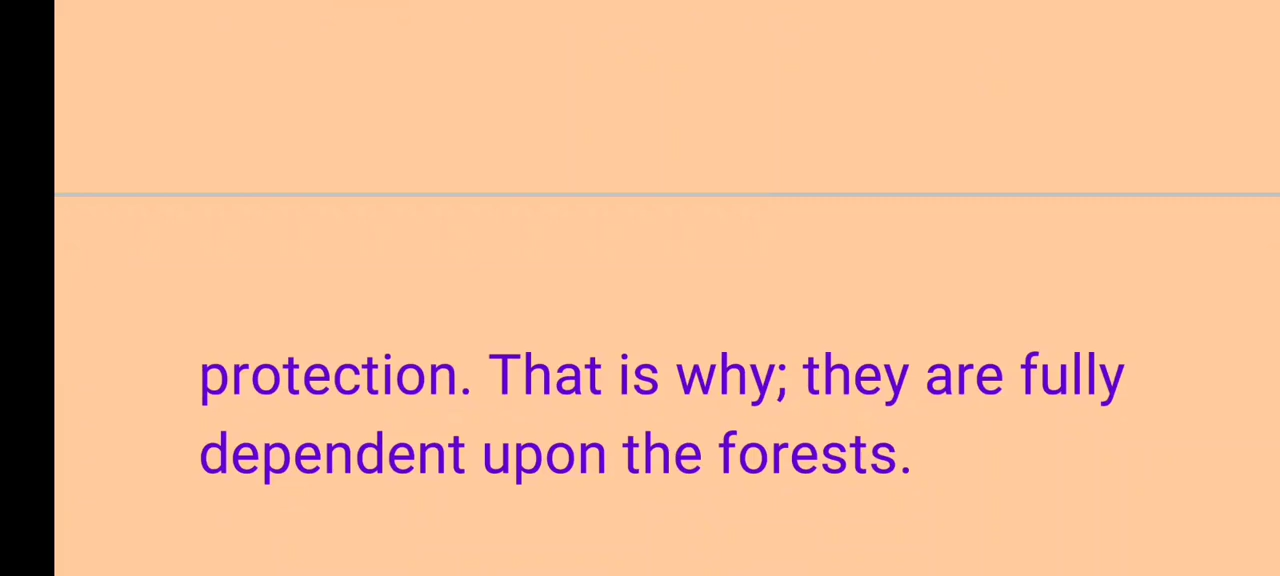 protection. That is why; they are fully
dependent upon the forests.